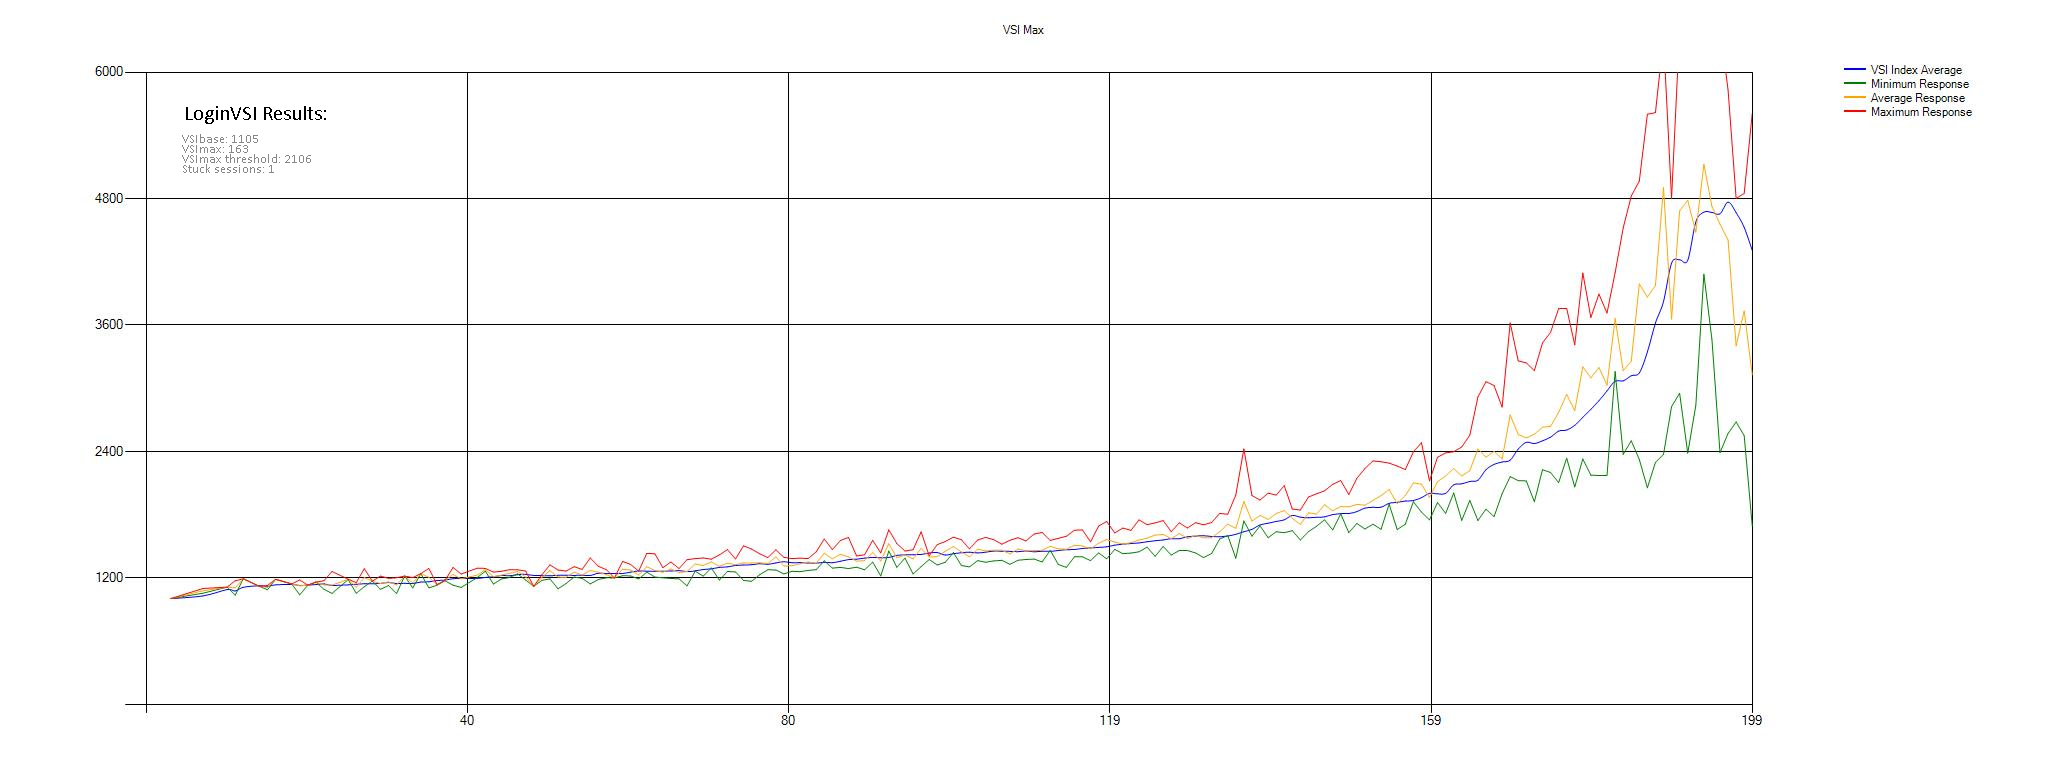 VSI Max
6000
4800
3600
2400
1200
LoginVSI Results:
VSIbase: 1105
VSImax: 163
VSImax threshold: 2106
Stuck sessions: 1
VSI Index Average
Minimum Response
Average Response
Maximum Response
40
80
119
159
199